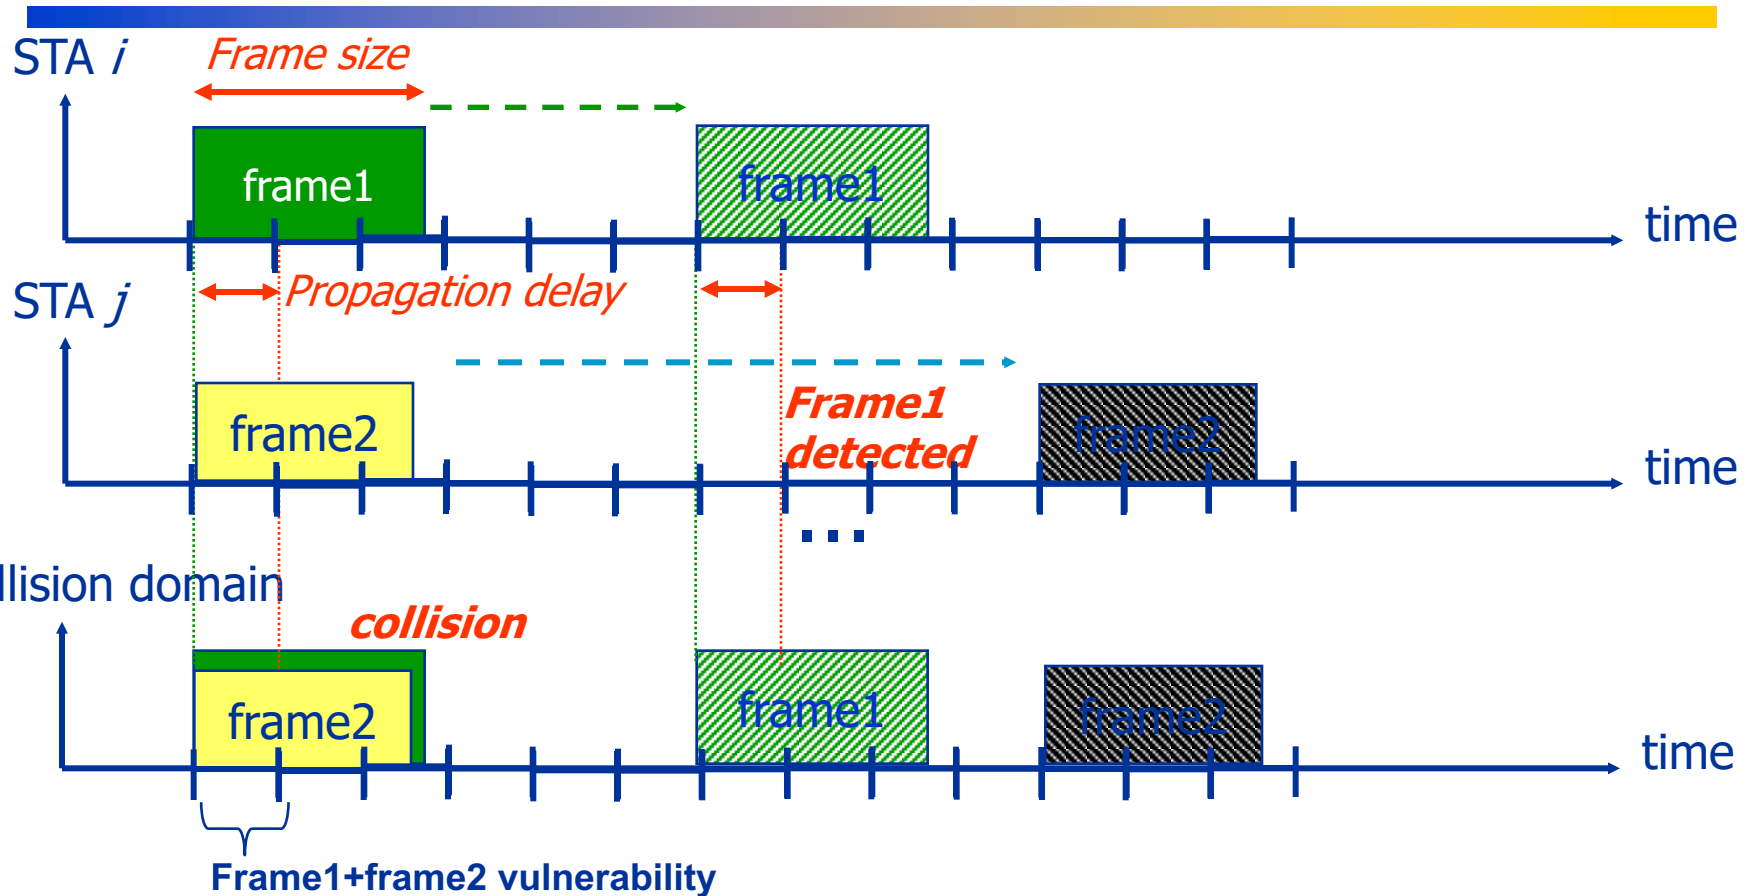 STA i
Frame size
frame1
frame1
time
Propagation delay
STA j
frame2
Frame1
detected
frame2
time
...
llision domain
collision
frame2
frame1
frame2
time
Frame1+frame2 vulnerability